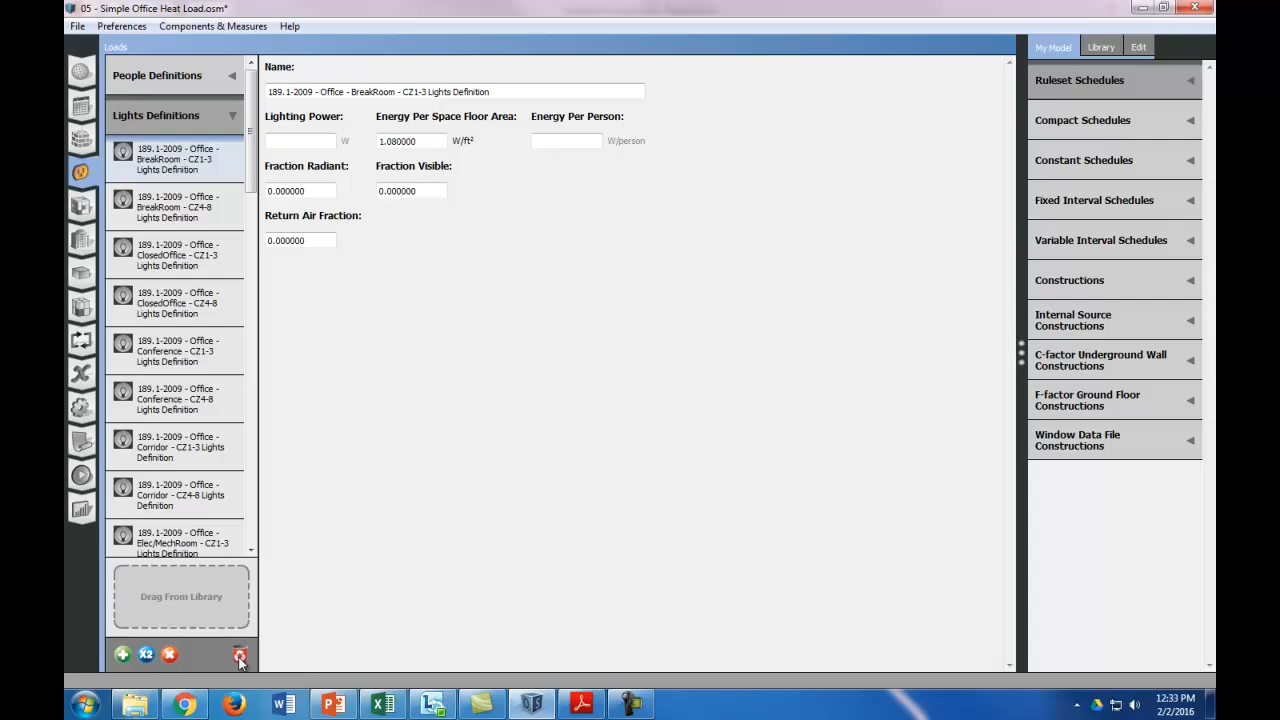 05 - Simple Office Heat Load.osm*
File Preferences Components & Measures Help
Loads
People Definitions
Lights Definitions
189.1-2009 - Office -
BreakRoom - CZ1-3
Lights Definition
189.1-2009 - Office -
BreakRoom - CZ4-8
Lights Definition
189.1-2009 - Office -
ClosedOffice - CZ1-3
Lights Definition
189.1-2009 - Office -
ClosedOffice - CZ4-8
Lights Definition
189.1-2009 - Office -
Conference - CZ1-3
Lights Definition
189.1-2009 - Office -
Conference - CZ4-8
Lights Definition
189.1-2009 - Office -
Corridor - CZ1-3 Lights
Definition
189.1-2009 - Office -
Corridor - CZ4-8 Lights
Definition
189.1-2009 - Office -
Elec/MechRoom - CZ1-3
Lights Definition
Drag From Library
X2
Name:
189.1-2009 - Office - BreakRoom - CZ1-3 Lights Definition
Lighting Power: Energy Per Space Floor Area: Energy Per Person:
W 1.080000 W/ft² W/person
Fraction Radiant: Fraction Visible:
0.000000 0.000000
Return Air Fraction:
0.000000
My Model Library Edit
Ruleset Schedules
Compact Schedules
Constant Schedules
Fixed Interval Schedules
Variable Interval Schedules
Constructions
Internal Source
Constructions
C-factor Underground Wall
Constructions
F-factor Ground Floor
Constructions
Window Data File
Constructions
12:33 PM
2/2/2016